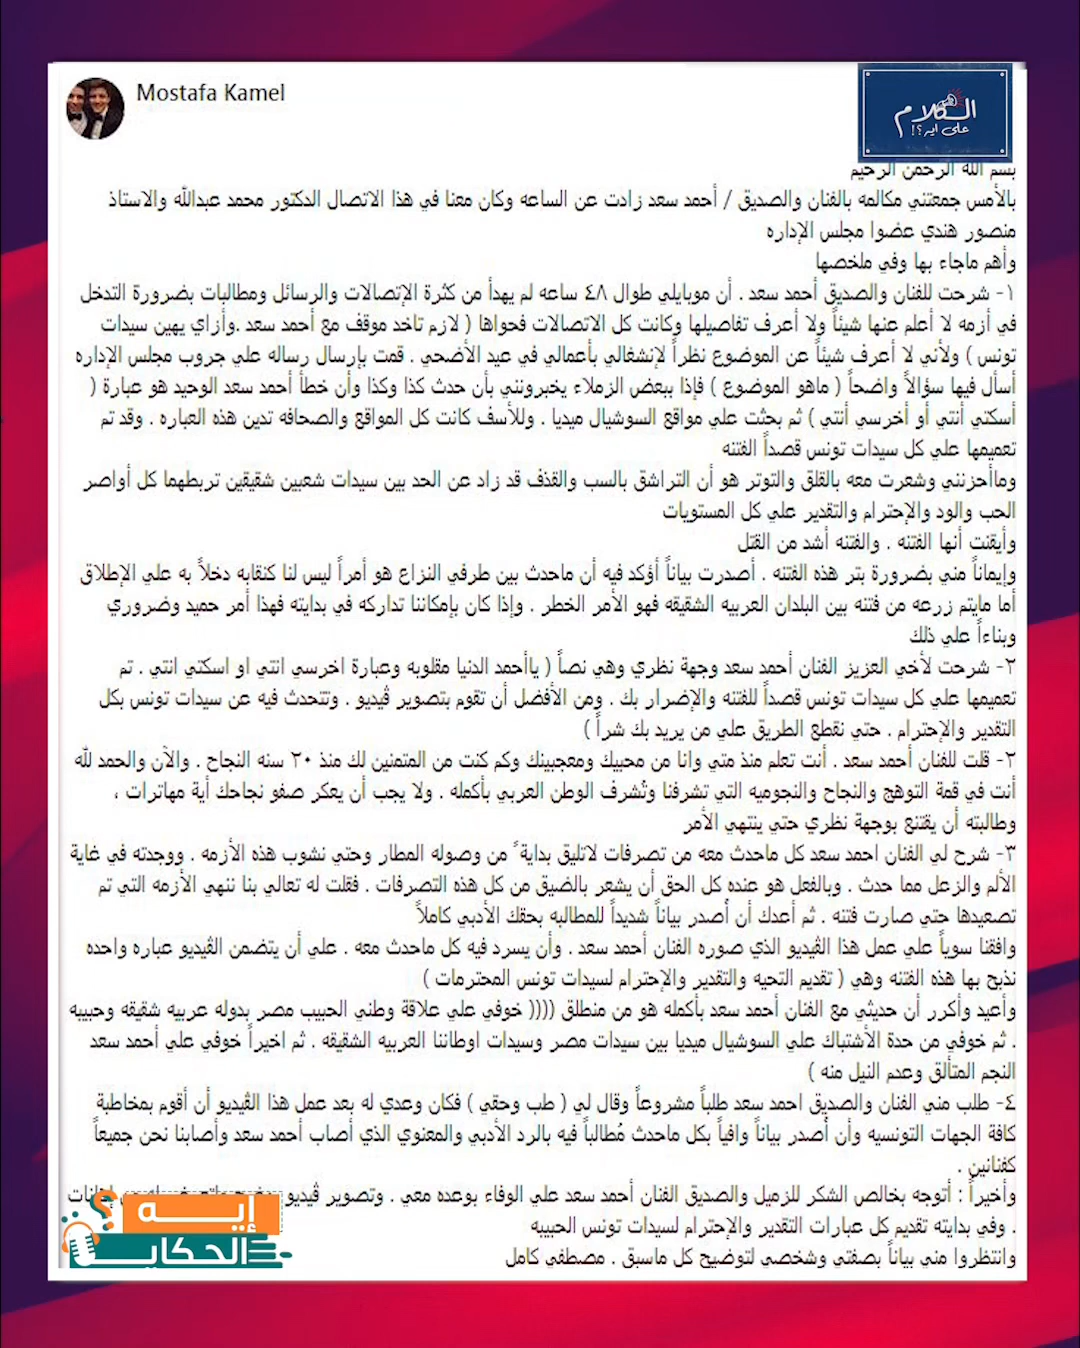 Mostafa Kamel
الكلام
على ايه؟!
بسم الله الرحمن الرحيم
بالأمس جمعتني مكالمه بالفنان والصديق / أحمد سعد زادت عن الساعه وكان معنا في هذا الاتصال الدكتور محمد عبدالله والاستاذ
منصور هندي عضوا مجلس الإداره
وأهم ماجاء بها وفي ملخصها
١- شرحت للفنان والصديق أحمد سعد . أن موبايلي طوال ٤٨ ساعه لم يهدأ من كثرة الإتصالات والرسائل ومطالبات بضرورة التدخل
في أزمه لا أعلم عنها شيئاً ولا أعرف تفاصيلها وكانت كل الاتصالات فحواها ( لازم تاخد موقف مع أحمد سعد .وأزاي يهين سيدات
تونس ) ولأني لا أعرف شيئاً عن الموضوع نظراً لإنشغالي بأعمالي في عيد الأضحي . قمت بإرسال رساله علي جروب مجلس الإداره
أسأل فيها سؤالاً واضحاً ( ماهو الموضوع ) فإذا ببعض الزملاء يخبرونني بأن حدث كذا وكذا وأن خطأ أحمد سعد الوحيد هو عبارة (
أسكتي أنتي أو أخرسي أنتي ) ثم بحثت علي مواقع السوشيال ميديا . وللأسف كانت كل المواقع والصحافه تدين هذه العباره . وقد تم
تعميمها علي كل سيدات تونس قصداً الفتنه
وماأحزنني وشعرت معه بالقلق والتوتر هو أن التراشق بالسب والقذف قد زاد عن الحد بين سيدات شعبين شقيقين تربطهما كل أواصر
الحب والود والإحترام والتقدير علي كل المستويات
وأيقنت أنها الفتنه . والفتنه أشد من القتل
وإيماناً مني بضرورة بتر هذه الفتنه . أصدرت بياناً أؤكد فيه أن ماحدث بين طرفي النزاع هو أمراً ليس لنا كنقابه دخلاً به علي الإطلاق
أما مايتم زرعه من فتنه بين البلدان العربيه الشقيقه فهو الأمر الخطر . وإذا كان بإمكاننا تداركه في بدايته فهذا أمر حميد وضروري
وبناءاً علي ذلك
٢- شرحت لأخي العزيز الفنان أحمد سعد وجهة نظري وهي نصاً ( ياأحمد الدنيا مقلوبه وعبارة اخرسي انتي او اسكتي انتي . تم
تعميمها علي كل سيدات تونس قصداً للفتنه والإضرار بك . ومن الأفضل أن تقوم بتصوير ڤيديو . وتتحدث فيه عن سيدات تونس بكل
التقدير والإحترام . حتي نقطع الطريق علي من يريد بك شراً )
٢- قلت للفنان أحمد سعد . أنت تعلم منذ متي وانا من محبيك ومعجبينك وكم كنت من المتمنين لك منذ ٢٠ سنه النجاح . والآن والحمد لله
أنت في قمة التوهج والنجاح والنجوميه التي تشرفنا وتُشرف الوطن العربي بأكمله . ولا يجب أن يعكر صفو نجاحك أية مهاترات ،
وطالبته أن يقتنع بوجهة نظري حتي ينتهي الأمر
٣- شرح لي الفنان احمد سعد كل ماحدث معه من تصرفات لاتليق بدايةً من وصوله المطار وحتي نشوب هذه الأزمه . ووجدته في غاية
الألم والزعل مما حدث . وبالفعل هو عنده كل الحق أن يشعر بالضيق من كل هذه التصرفات . فقلت له تعالي بنا ننهي الأزمه التي تم
تصعيدها حتي صارت فتنه . ثم أعدك أن أُصدر بياناً شديداً للمطالبه بحقك الأدبي كاملاً
وافقنا سوياً علي عمل هذا الڤيديو الذي صوره الفنان أحمد سعد . وأن يسرد فيه كل ماحدث معه . علي أن يتضمن الڤيديو عباره واحده
نذبح بها هذه الفتنه وهي ( تقديم التحيه والتقدير والإحترام لسيدات تونس المحترمات )
وأعيد وأكرر أن حديثي مع الفنان أحمد سعد بأكمله هو من منطلق (((( خوفي علي علاقة وطني الحبيب مصر بدوله عربيه شقيقه وحبيبه
. ثم خوفي من حدة الأشتباك علي السوشيال ميديا بين سيدات مصر وسيدات اوطاننا العربيه الشقيقه . ثم اخيراً خوفي علي أحمد سعد
النجم المتألق وعدم النيل منه )
٤- طلب مني الفنان والصديق احمد سعد طلباً مشروعاً وقال لي ( طب وحقي ) فكان وعدي له بعد عمل هذا الڤيديو أن أقوم بمخاطبة
كافة الجهات التونسيه وأن أُصدر بياناً وافياً بكل ماحدث مُطالباً فيه بالرد الأدبي والمعنوي الذي أصاب أحمد سعد وأصابنا نحن جميعاً
كفنانين .
وأخيراً : أتوجه بخالص الشكر للزميل والصديق الفنان أحمد سعد علي الوفاء بوعده معي . وتصوير ڤيديو
. وفي بدايته تقديم كل عبارات التقدير والإحترام لسيدات تونس الحبيبه
وانتظروا مني بياناً بصفتي وشخصي لتوضيح كل ماسبق . مصطفي كامل
إيه
الحكاية
؟